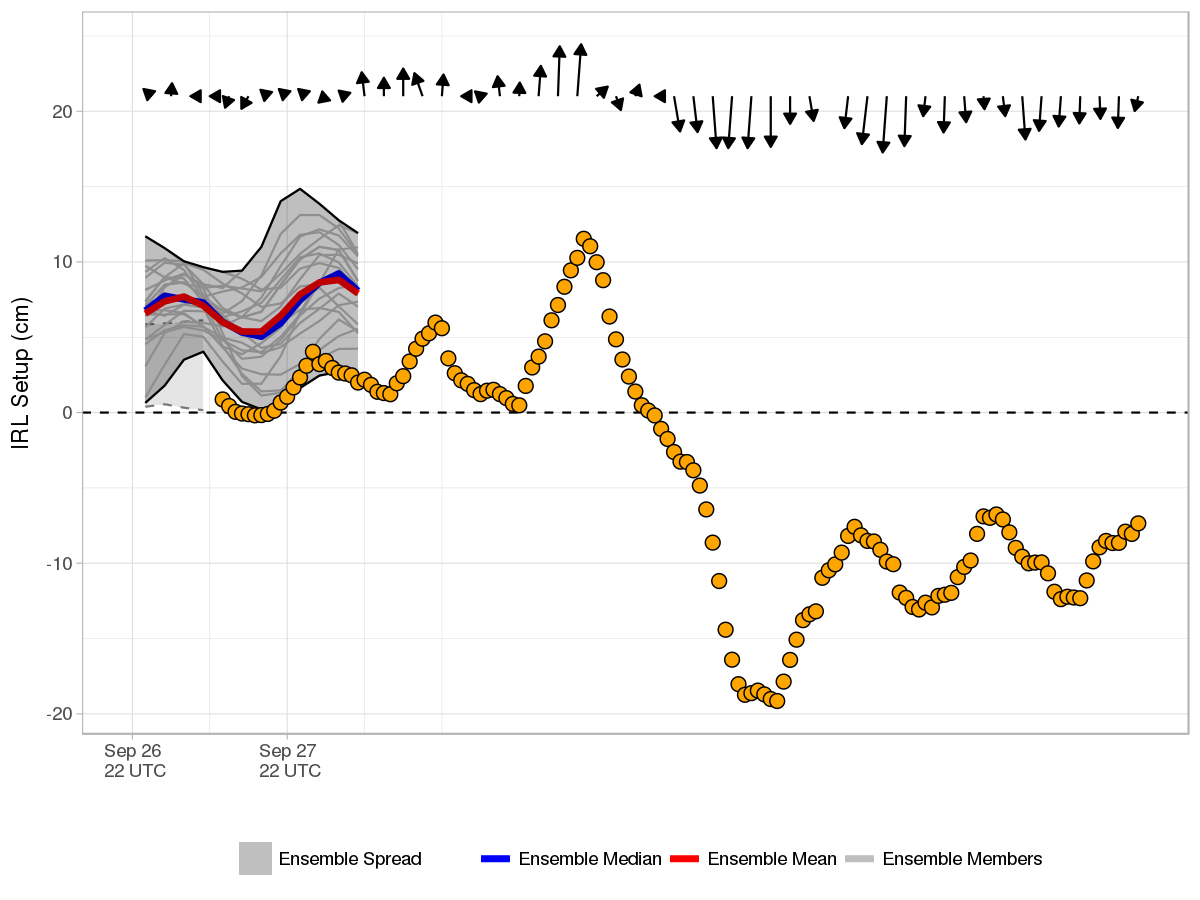 20
10
0
-10
-20
IRL Setup (cm)
Sep 26
22 UTC
Sep 27
22 UTC
Ensemble Spread
Ensemble Median
Ensemble Mean
Ensemble Members